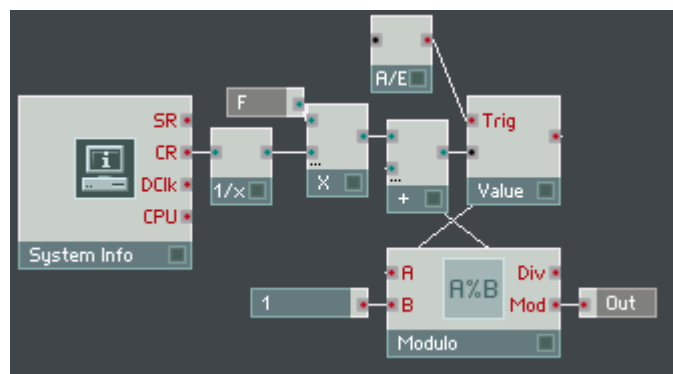 A/E
F
SR
CR
DClk
CPU
System Info
i
1/x
...
X
...
+
Trig
Value
1
A
B
A%B
Div
Mod
Modulo
Out